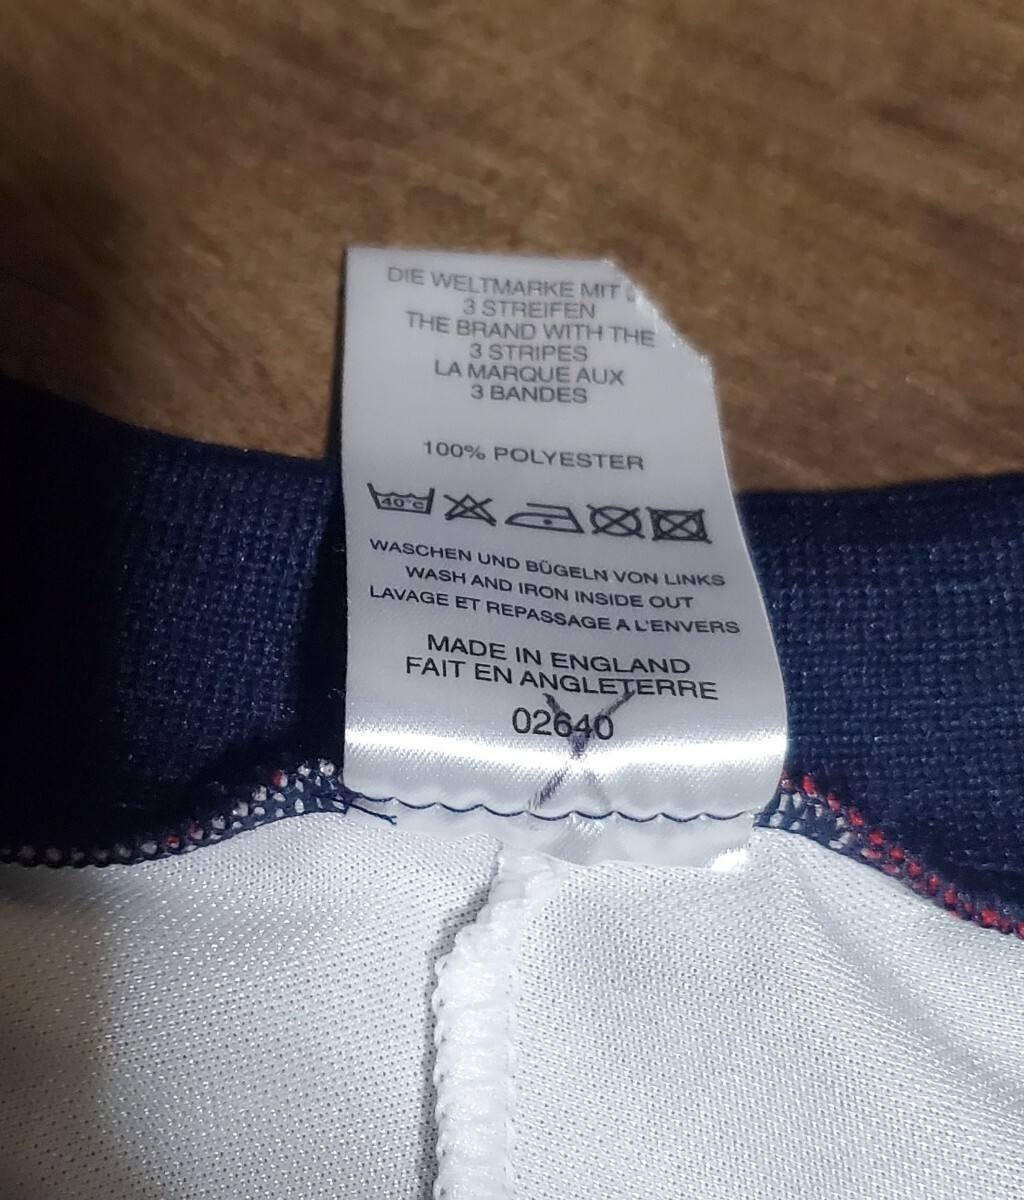 DIE WELTMARKE MIT
3 STREIFEN
THE BRAND WITH THE
3 STRIPES
LA MARQUE AUX
3 BANDES
100% POLYESTER
40°C
WASCHEN UND BÜGELN VON LINKS
WASH AND IRON INSIDE OUT
LAVAGE ET REPASSAGE A L'ENVERS
MADE IN ENGLAND
FAIT EN ANGLETERRE
02640